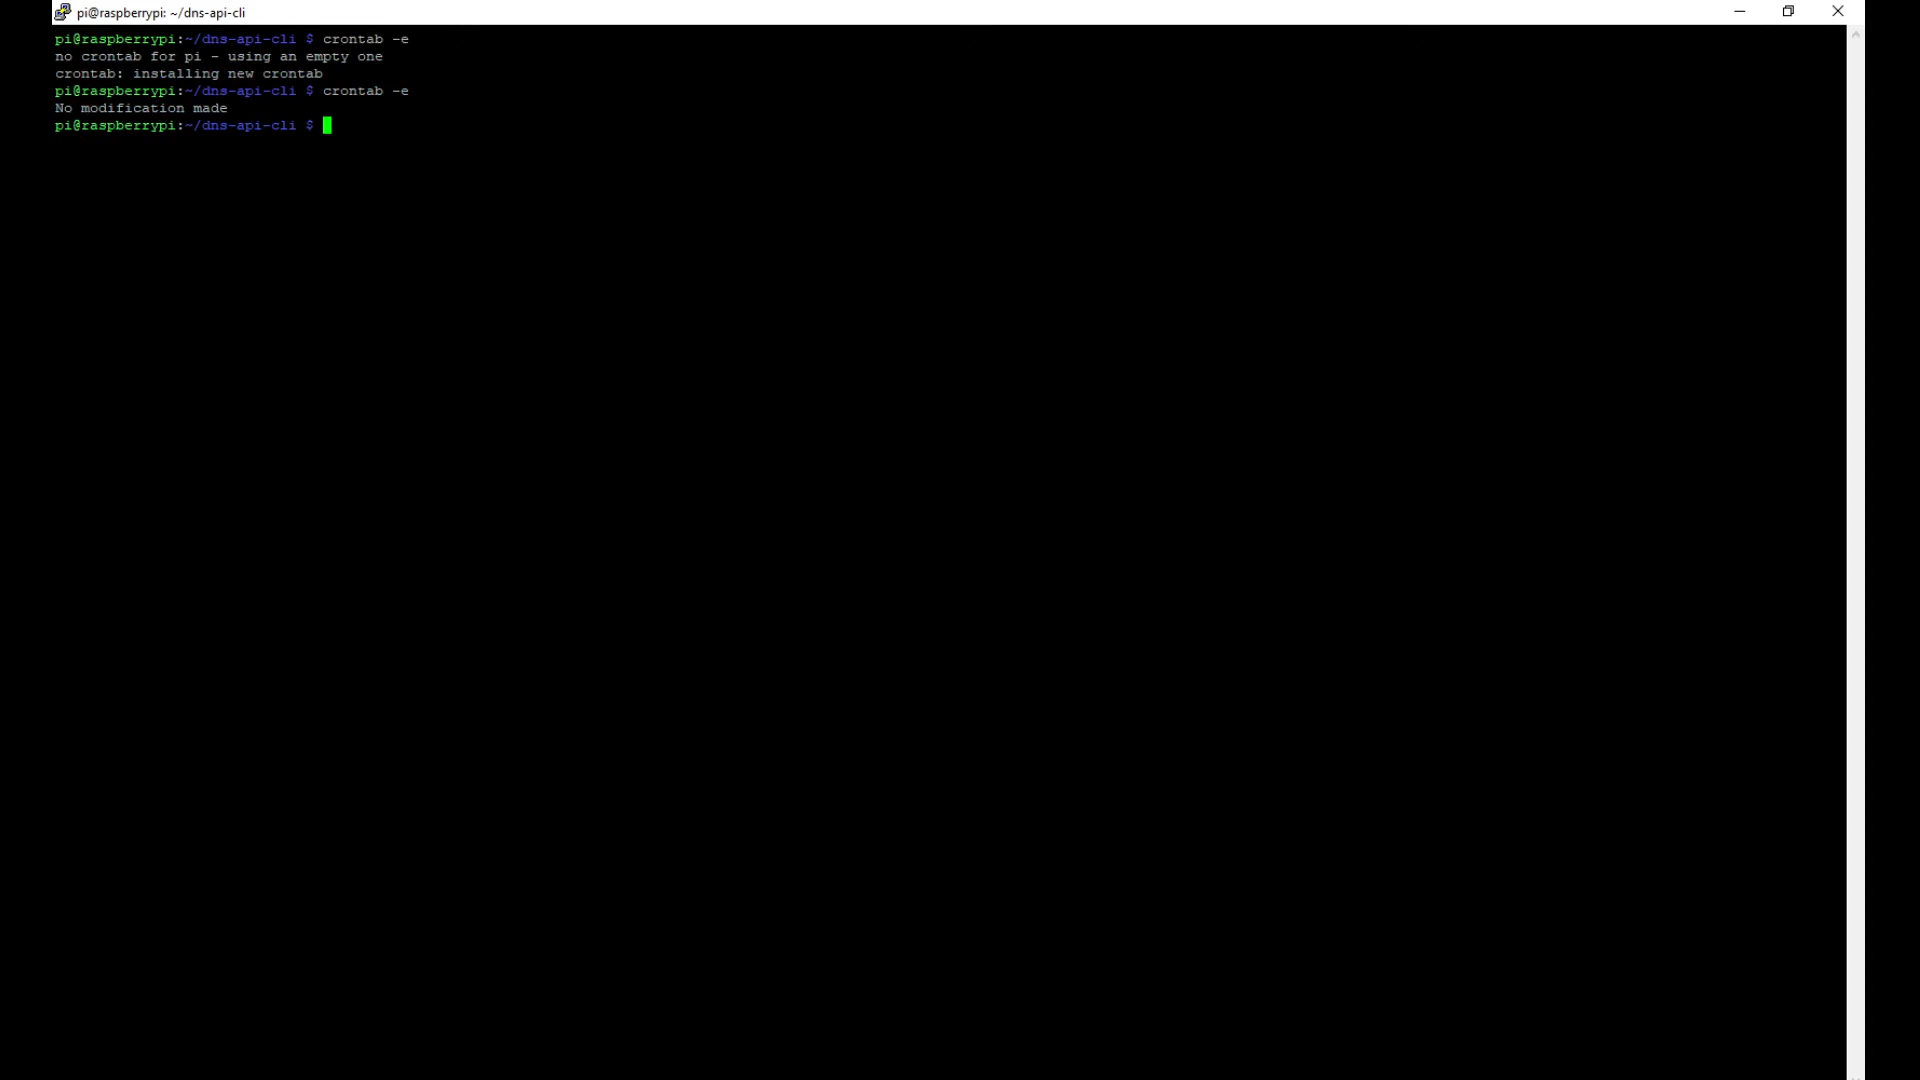 pi@raspberrypi: ~/dns-api-cli
pi@raspberrypi:~/dns-api-cli $ crontab -e
no crontab for pi - using an empty one
crontab: installing new crontab
pi@raspberrypi:~/dns-api-cli $ crontab -e
No modification made
pi@raspberrypi:~/dns-api-cli $